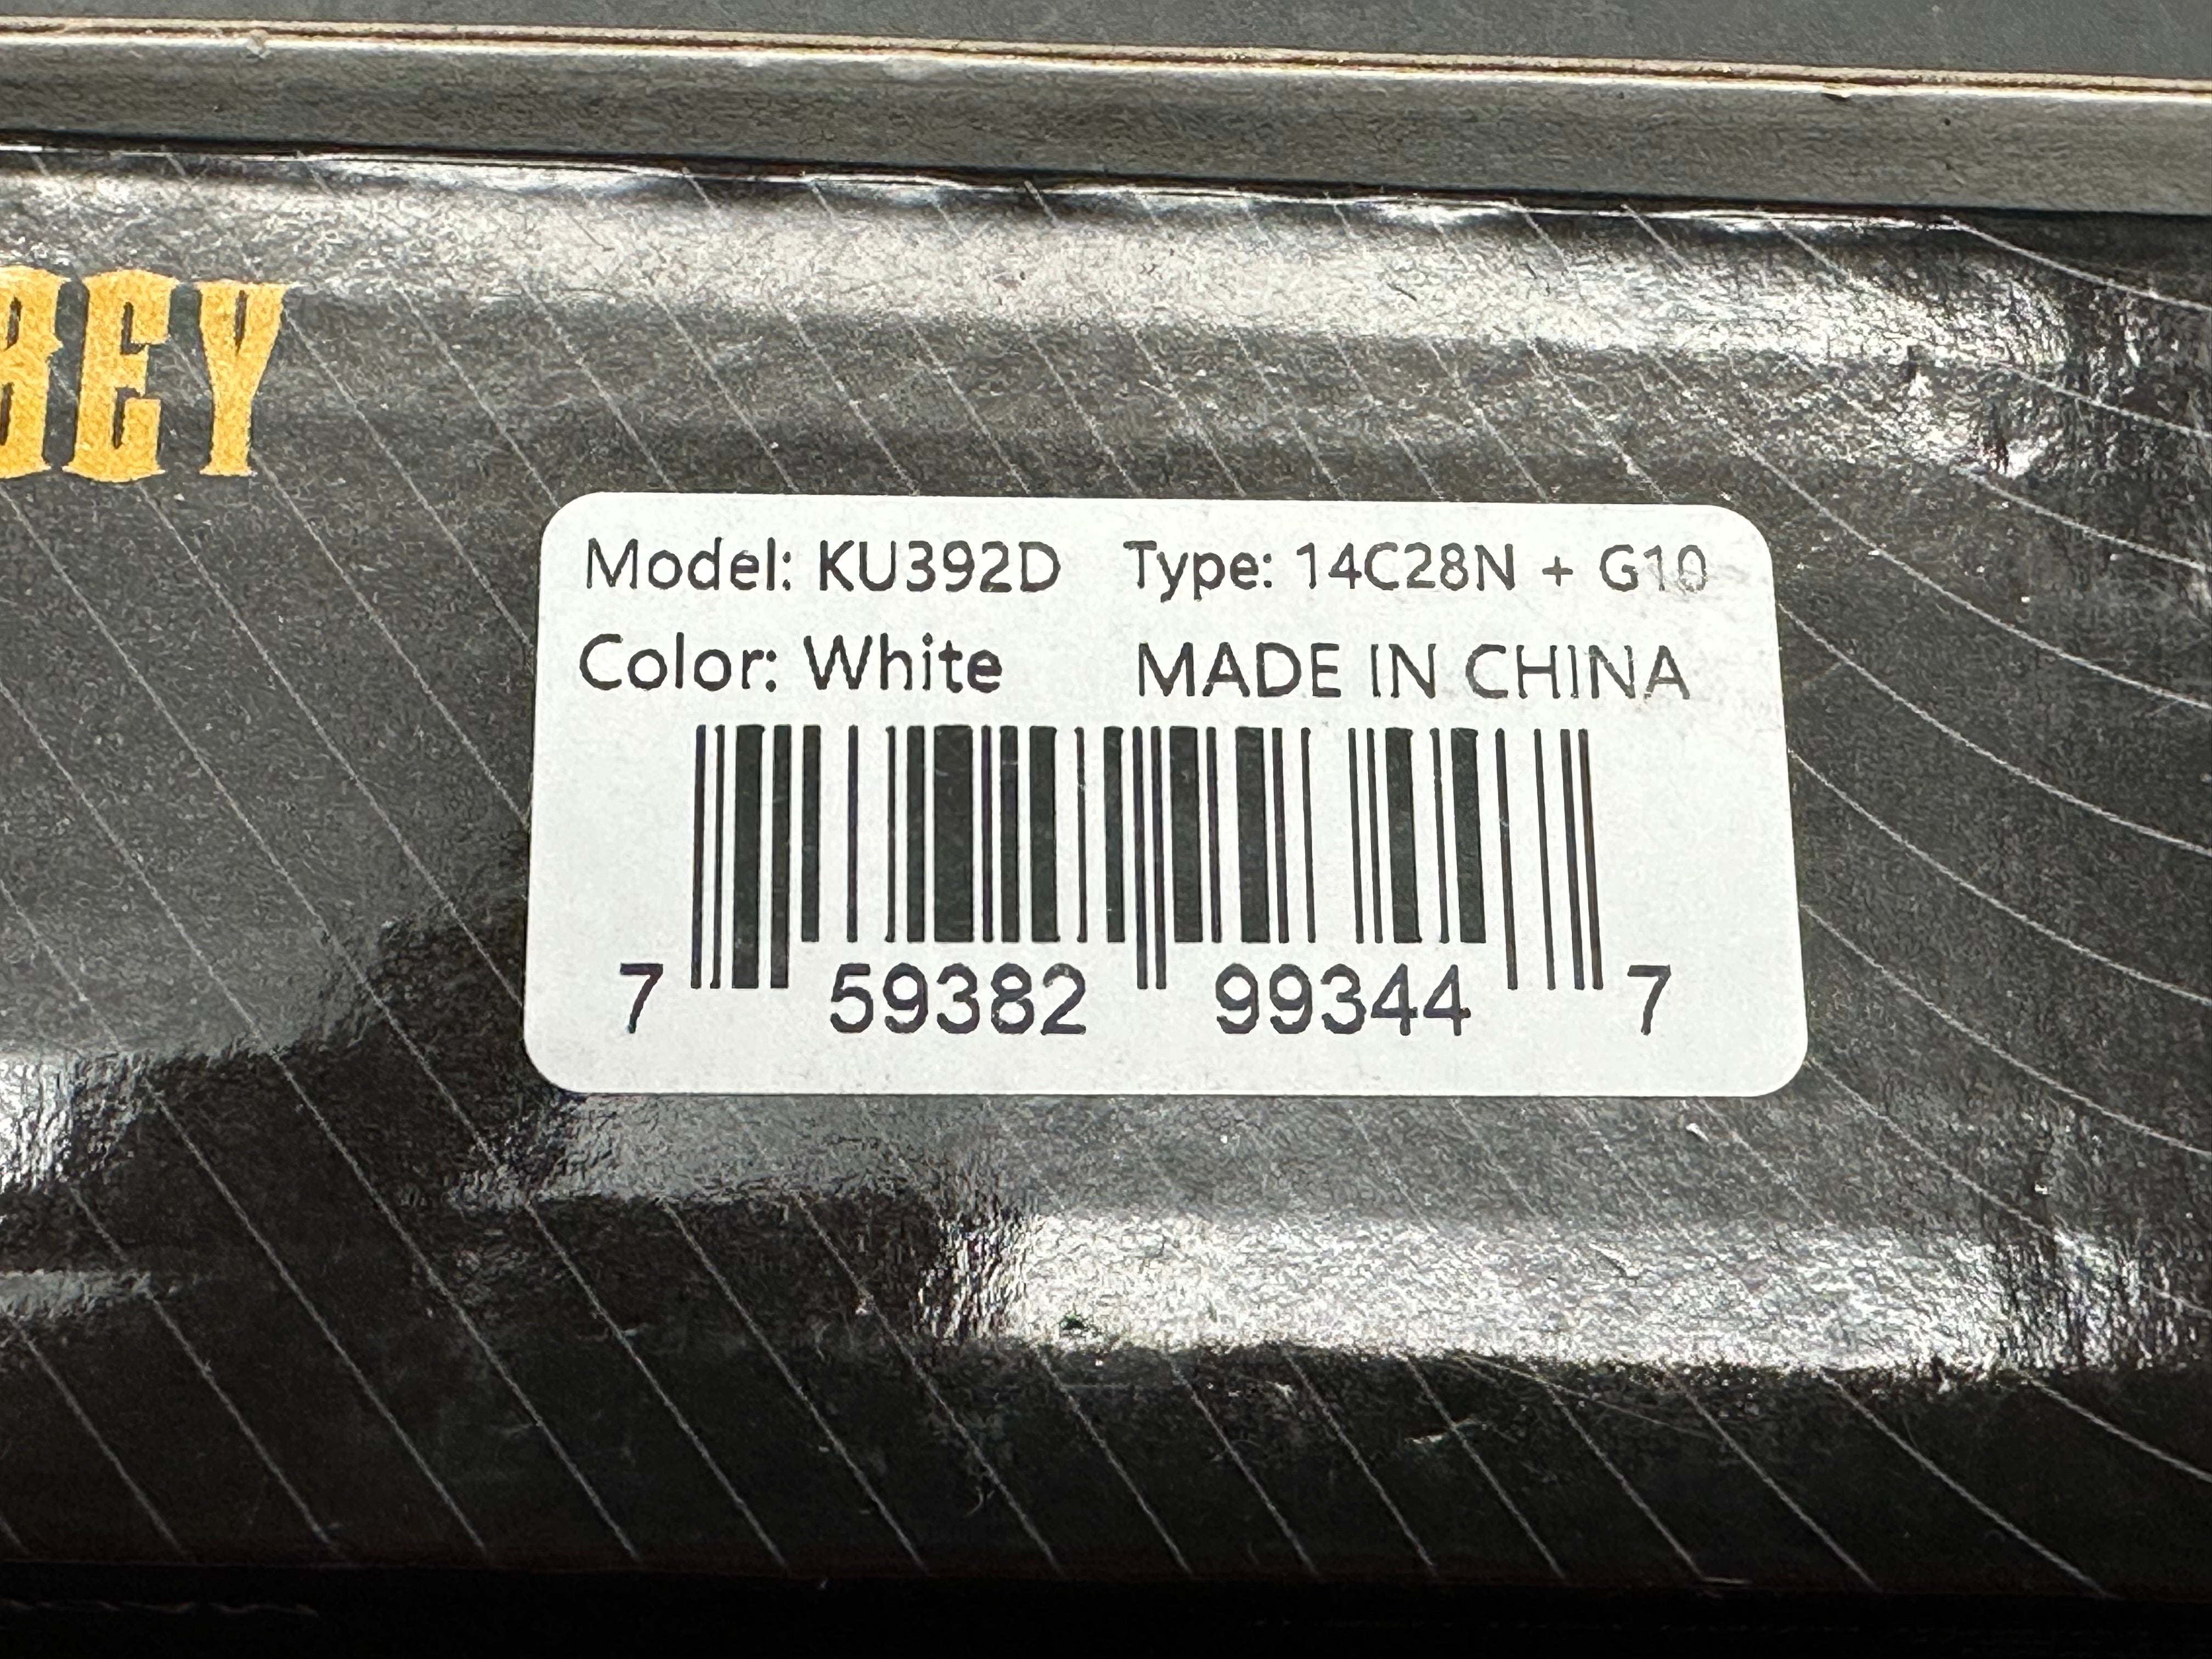 BEY
Model: KU392D Type: 14C28N + G10
Color: White MADE IN CHINA
7 59382 99344 7